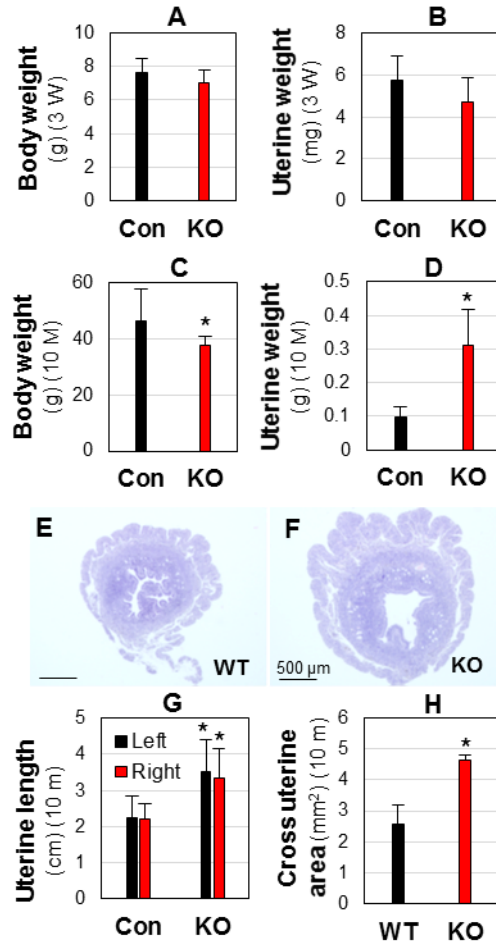 A
Body weight
(g) (3 W)
10
8
6
4
2
0
Con KO
B
Uterine weight
(mg) (3 W)
8
6
4
2
0
Con KO
C
Body weight
(g) (10 M)
60
40
20
0
*
Con KO
D
Uterine weight
(g) (10 M)
0.5
0.4
0.3
0.2
0.1
0
*
Con KO
E
WT
F
500 µm
KO
G
Uterine length
(cm) (10 m)
5
4
3
2
1
0
Left
Right
* *
Con KO
H
Cross uterine
area (mm²) (10 m)
6
5
4
3
2
1
0
*
WT KO